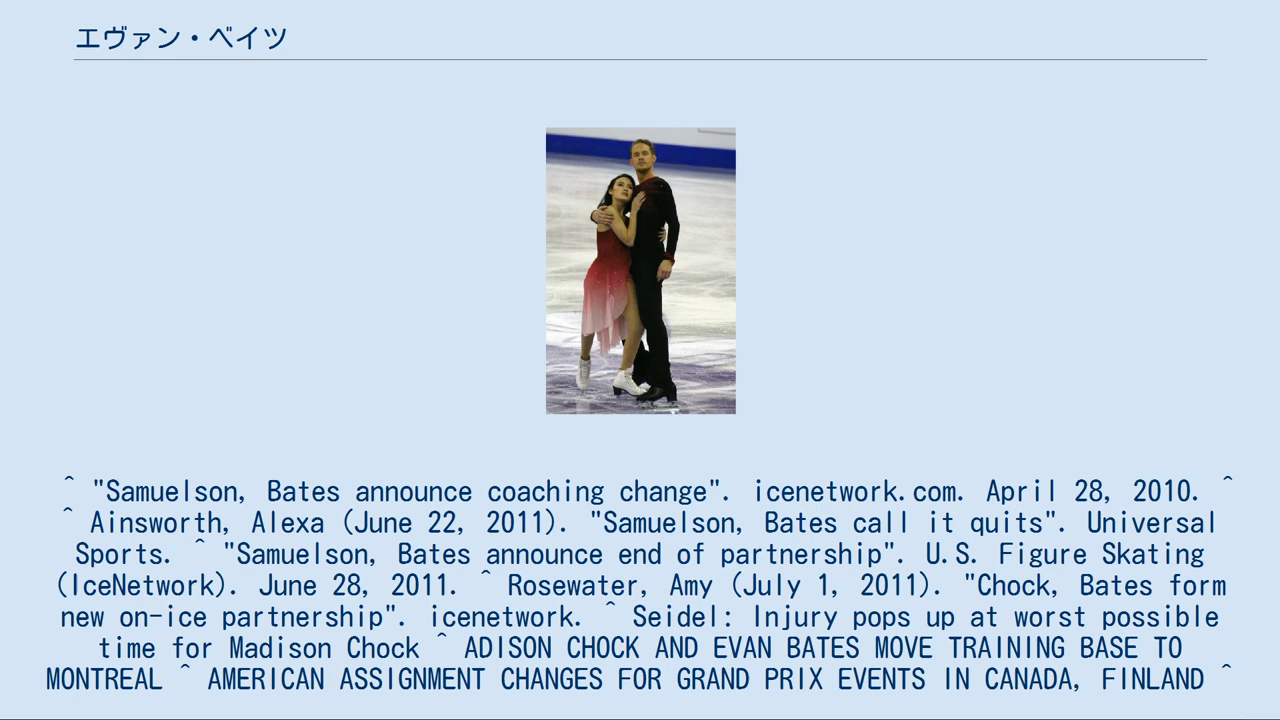 エヴァン・ベイツ
^ "Samuelson, Bates announce coaching change". icenetwork.com. April 28, 2010. ^
^ Ainsworth, Alexa (June 22, 2011). "Samuelson, Bates call it quits". Universal
Sports. ^ "Samuelson, Bates announce end of partnership". U.S. Figure Skating
(IceNetwork). June 28, 2011. ^ Rosewater, Amy (July 1, 2011). "Chock, Bates form
new on-ice partnership". icenetwork. ^ Seidel: Injury pops up at worst possible
time for Madison Chock ^ ADISON CHOCK AND EVAN BATES MOVE TRAINING BASE TO
MONTREAL ^ AMERICAN ASSIGNMENT CHANGES FOR GRAND PRIX EVENTS IN CANADA, FINLAND ^